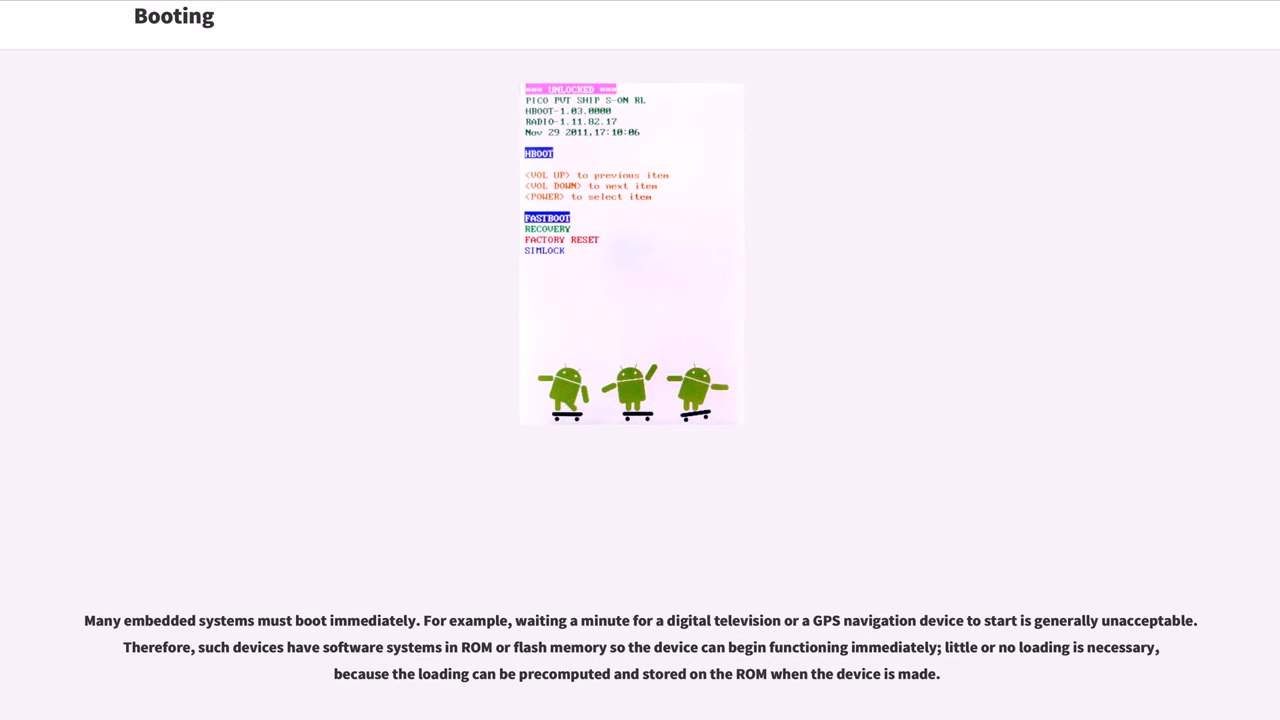 Booting
*** UNLOCKED ***
PICO PVT SHIP S-ON RL
HBOOT-1.03.0000
RADIO-1.11.82.17
Nov 29 2011,17:10:06
HBOOT
<VOL UP> to previous item
<VOL DOWN> to next item
<POWER> to select item
FASTBOOT
RECOVERY
FACTORY RESET
SIMLOCK
Many embedded systems must boot immediately. For example, waiting a minute for a digital television or a GPS navigation device to start is generally unacceptable.
Therefore, such devices have software systems in ROM or flash memory so the device can begin functioning immediately; little or no loading is necessary,
because the loading can be precomputed and stored on the ROM when the device is made.